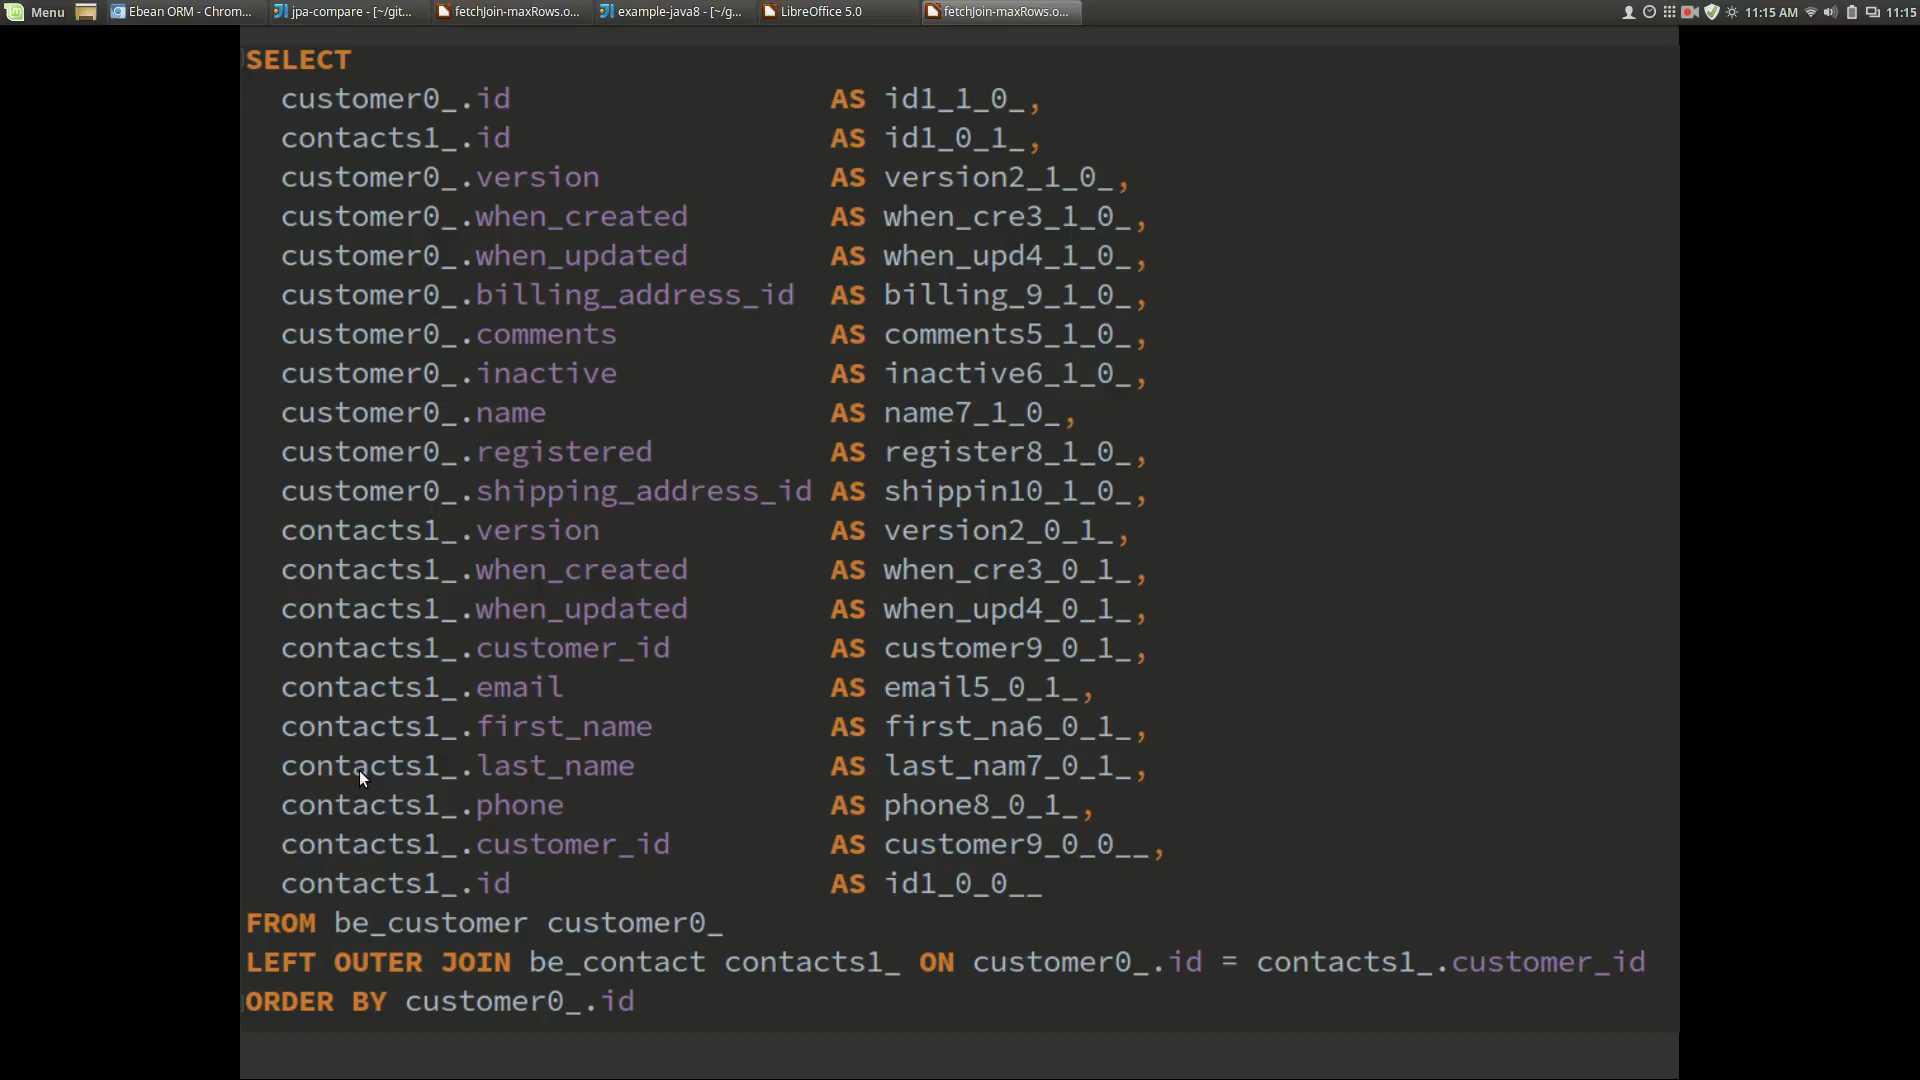 Menu Ebean ORM - Chrom... jpa-compare - [~/git... fetchJoin-maxRows.o... example-java8 - [~/g... LibreOffice 5.0 fetchJoin-maxRows.o... 11:15 AM 11:15
SELECT
customer0_.id AS id1_1_0_,
contacts1_.id AS id1_0_1_,
customer0_.version AS version2_1_0_,
customer0_.when_created AS when_cre3_1_0_,
customer0_.when_updated AS when_upd4_1_0_,
customer0_.billing_address_id AS billing_9_1_0_,
customer0_.comments AS comments5_1_0_,
customer0_.inactive AS inactive6_1_0_,
customer0_.name AS name7_1_0_,
customer0_.registered AS register8_1_0_,
customer0_.shipping_address_id AS shippin10_1_0_,
contacts1_.version AS version2_0_1_,
contacts1_.when_created AS when_cre3_0_1_,
contacts1_.when_updated AS when_upd4_0_1_,
contacts1_.customer_id AS customer9_0_1_,
contacts1_.email AS email5_0_1_,
contacts1_.first_name AS first_na6_0_1_,
contacts1_.last_name AS last_nam7_0_1_,
contacts1_.phone AS phone8_0_1_,
contacts1_.customer_id AS customer9_0_0__,
contacts1_.id AS id1_0_0__
FROM be_customer customer0_
LEFT OUTER JOIN be_contact contacts1_ ON customer0_.id = contacts1_.customer_id
ORDER BY customer0_.id